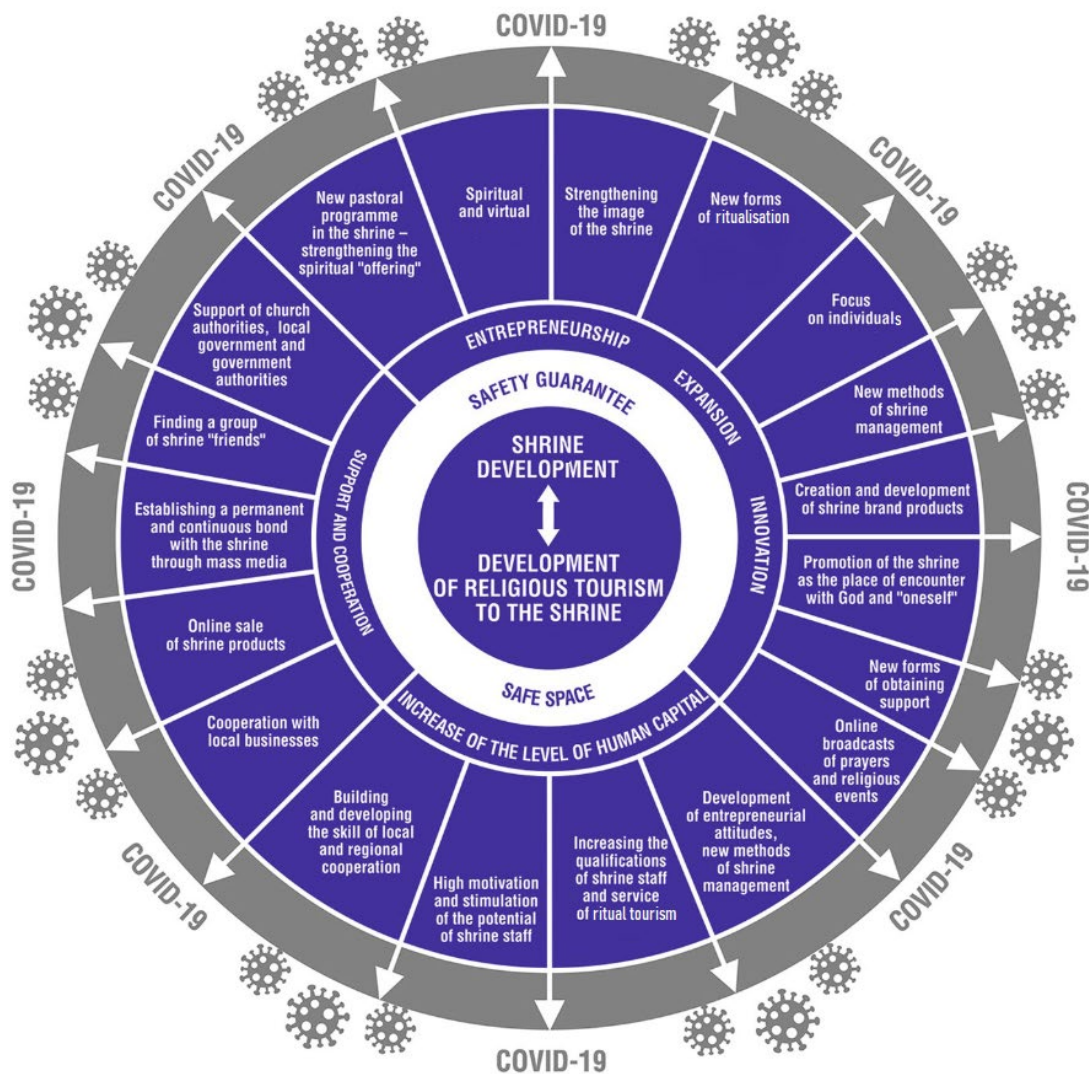 COVID-19
COVID-19
COVID-19
COVID-19
COVID-19
COVID-19
COVID-19
COVID-19
Spiritual
and virtual
Strengthening
the image
of the shrine
New forms
of ritualisation
Focus
on individuals
New methods
of shrine
management
Creation and development
of shrine brand products
Promotion of the shrine
as the place of encounter
with God and "oneself"
New forms
of obtaining
support
Online
broadcasts
of prayers
and religious
events
Development
of entrepreneurial
attitudes,
new methods
of shrine
management
Increasing the
qualifications
of shrine staff
and service
of ritual tourism
High motivation
and stimulation
of the potential
of shrine staff
Building
and developing
the skill of local
and regional
cooperation
Cooperation with
local businesses
Online sale
of shrine products
Establishing a permanent
and continuous bond
with the shrine
through mass media
Finding a group
of shrine "friends"
Support of church
authorities, local
government and
government
authorities
New pastoral
programme
in the shrine –
strengthening the
spiritual "offering"
ENTREPRENEURSHIP
EXPANSION
INNOVATION
INCREASE OF THE LEVEL OF HUMAN CAPITAL
SUPPORT AND COOPERATION
SAFETY GUARANTEE
SHRINE
DEVELOPMENT
DEVELOPMENT
OF RELIGIOUS TOURISM
TO THE SHRINE
SAFE SPACE